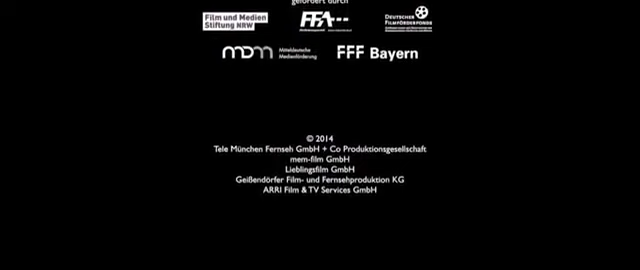 gefördert durch
Film und Medien
Stiftung NRW
FFA
DEUTSCHER
FILMFÖRDERFONDS
mDm
Mitteldeutsche
Medienförderung
FFF Bayern
© 2014
Tele München Fernseh GmbH + Co Produktionsgesellschaft
mem-film GmbH
Lieblingsfilm GmbH
Geißendörfer Film- und Fernsehproduktion KG
ARRI Film & TV Services GmbH